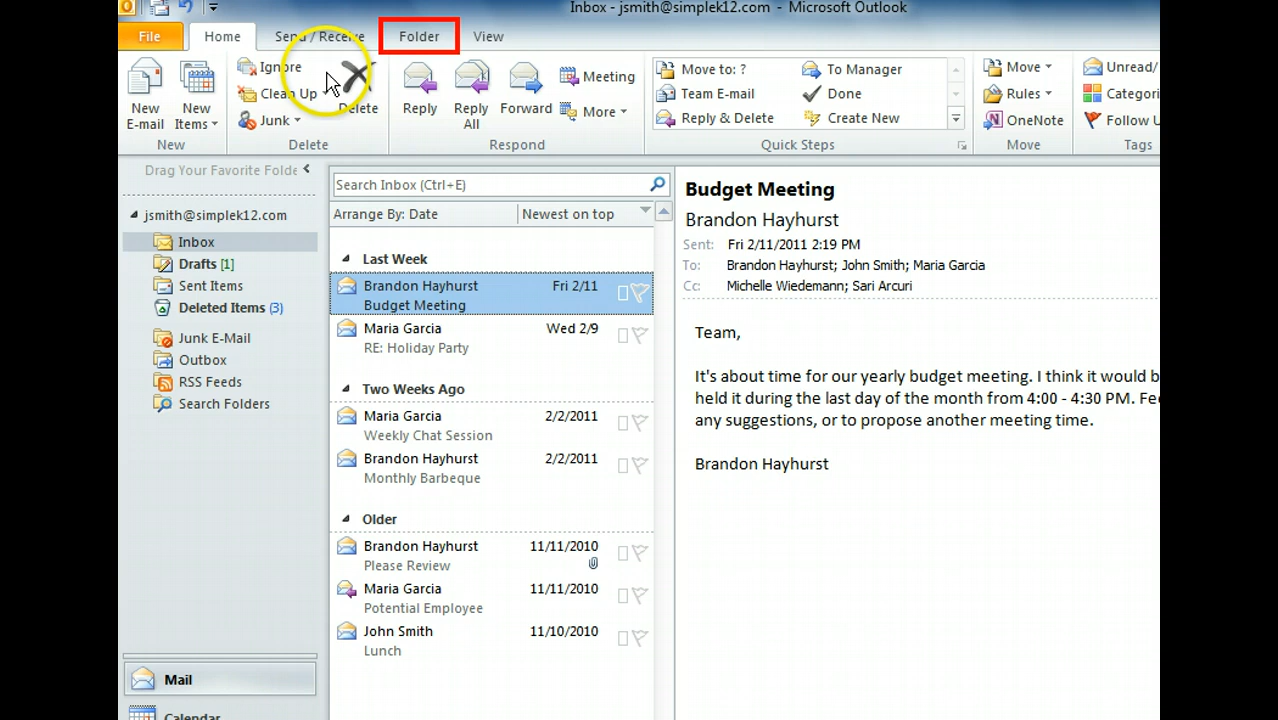 Inbox - jsmith@simplek12.com - Microsoft Outlook
File Home Send / Receive Folder View
Ignore
Clean Up
Junk
Delete
New E-mail
New Items
Reply
Reply All
Forward
Meeting
More
Move to: ?
To Manager
Team E-mail
Done
Reply & Delete
Create New
Move
Rules
OneNote
Unread/
Categori
Follow U
New Delete Respond Quick Steps Move Tags
Drag Your Favorite Folde
jsmith@simplek12.com
Inbox
Drafts [1]
Sent Items
Deleted Items (3)
Junk E-Mail
Outbox
RSS Feeds
Search Folders
Mail
Calendar
Search Inbox (Ctrl+E)
Arrange By: Date Newest on top
Last Week
Brandon Hayhurst Fri 2/11
Budget Meeting
Maria Garcia Wed 2/9
RE: Holiday Party
Two Weeks Ago
Maria Garcia 2/2/2011
Weekly Chat Session
Brandon Hayhurst 2/2/2011
Monthly Barbeque
Older
Brandon Hayhurst 11/11/2010
Please Review
Maria Garcia 11/11/2010
Potential Employee
John Smith 11/10/2010
Lunch
Budget Meeting
Brandon Hayhurst
Sent: Fri 2/11/2011 2:19 PM
To: Brandon Hayhurst; John Smith; Maria Garcia
Cc: Michelle Wiedemann; Sari Arcuri
Team,
It's about time for our yearly budget meeting. I think it would b
held it during the last day of the month from 4:00 - 4:30 PM. Fee
any suggestions, or to propose another meeting time.
Brandon Hayhurst